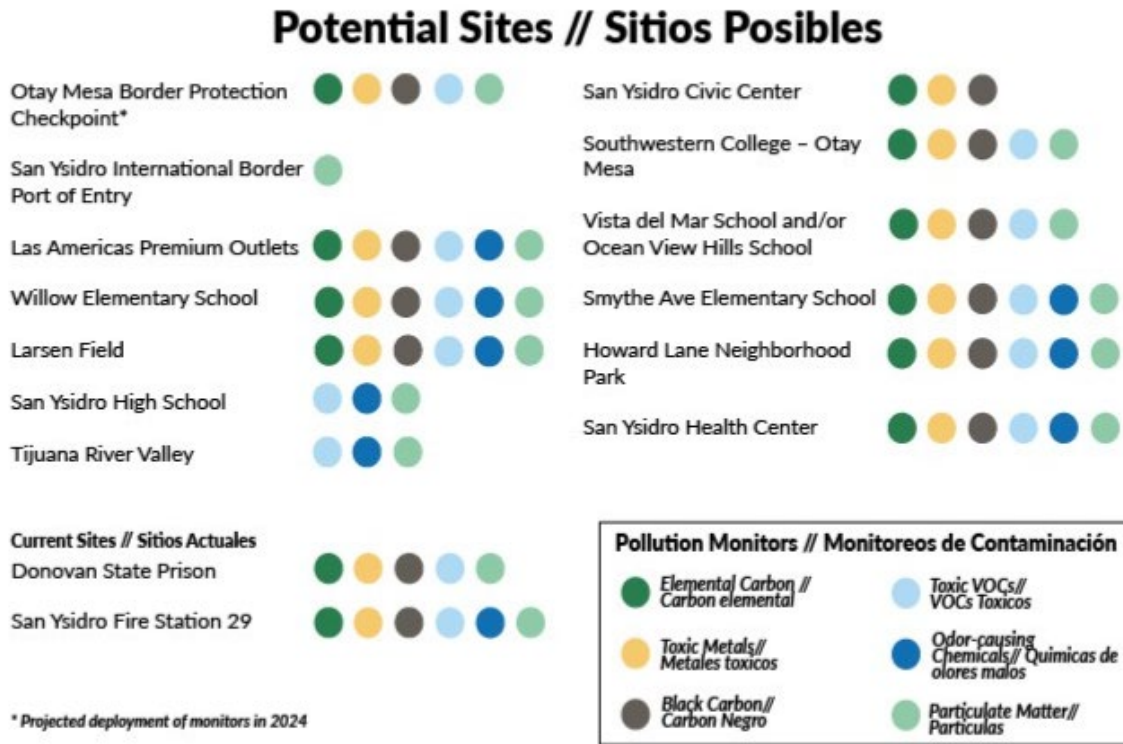 Potential Sites // Sitios Posibles
Otay Mesa Border Protection
Checkpoint*
San Ysidro International Border
Port of Entry
Las Americas Premium Outlets
Willow Elementary School
Larsen Field
San Ysidro High School
Tijuana River Valley
San Ysidro Civic Center
Southwestern College – Otay
Mesa
Vista del Mar School and/or
Ocean View Hills School
Smythe Ave Elementary School
Howard Lane Neighborhood
Park
San Ysidro Health Center
Current Sites // Sitios Actuales
Donovan State Prison
San Ysidro Fire Station 29
* Projected deployment of monitors in 2024
Pollution Monitors // Monitoreos de Contaminación
Elemental Carbon //
Carbon elemental
Toxic Metals//
Metales toxicos
Black Carbon//
Carbon Negro
Toxic VOCs//
VOCs Toxicos
Odor-causing
Chemicals// Quimicas de
olores malos
Particulate Matter//
Particulas